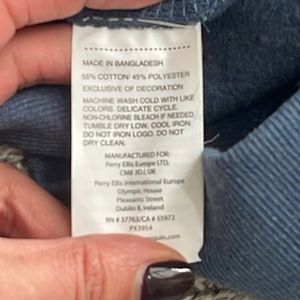 MADE IN BANGLADESH
55% COTTON/ 45% POLYESTER
EXCLUSIVE OF DECORATION
MACHINE WASH COLD WITH LIKE
COLORS. DELICATE CYCLE.
NON-CHLORINE BLEACH IF NEEDED.
TUMBLE DRY LOW. COOL IRON.
DO NOT IRON LOGO. DO NOT
DRY CLEAN.
MANUFACTURED FOR:
Perry Ellis Europe LTD,
CM8 3DJ, UK
Perry Ellis International Europe
Olympic House
Pleasants Street
Dublin 8, Ireland
RN # 37763/CA # 55972
PX3954
nguin.com